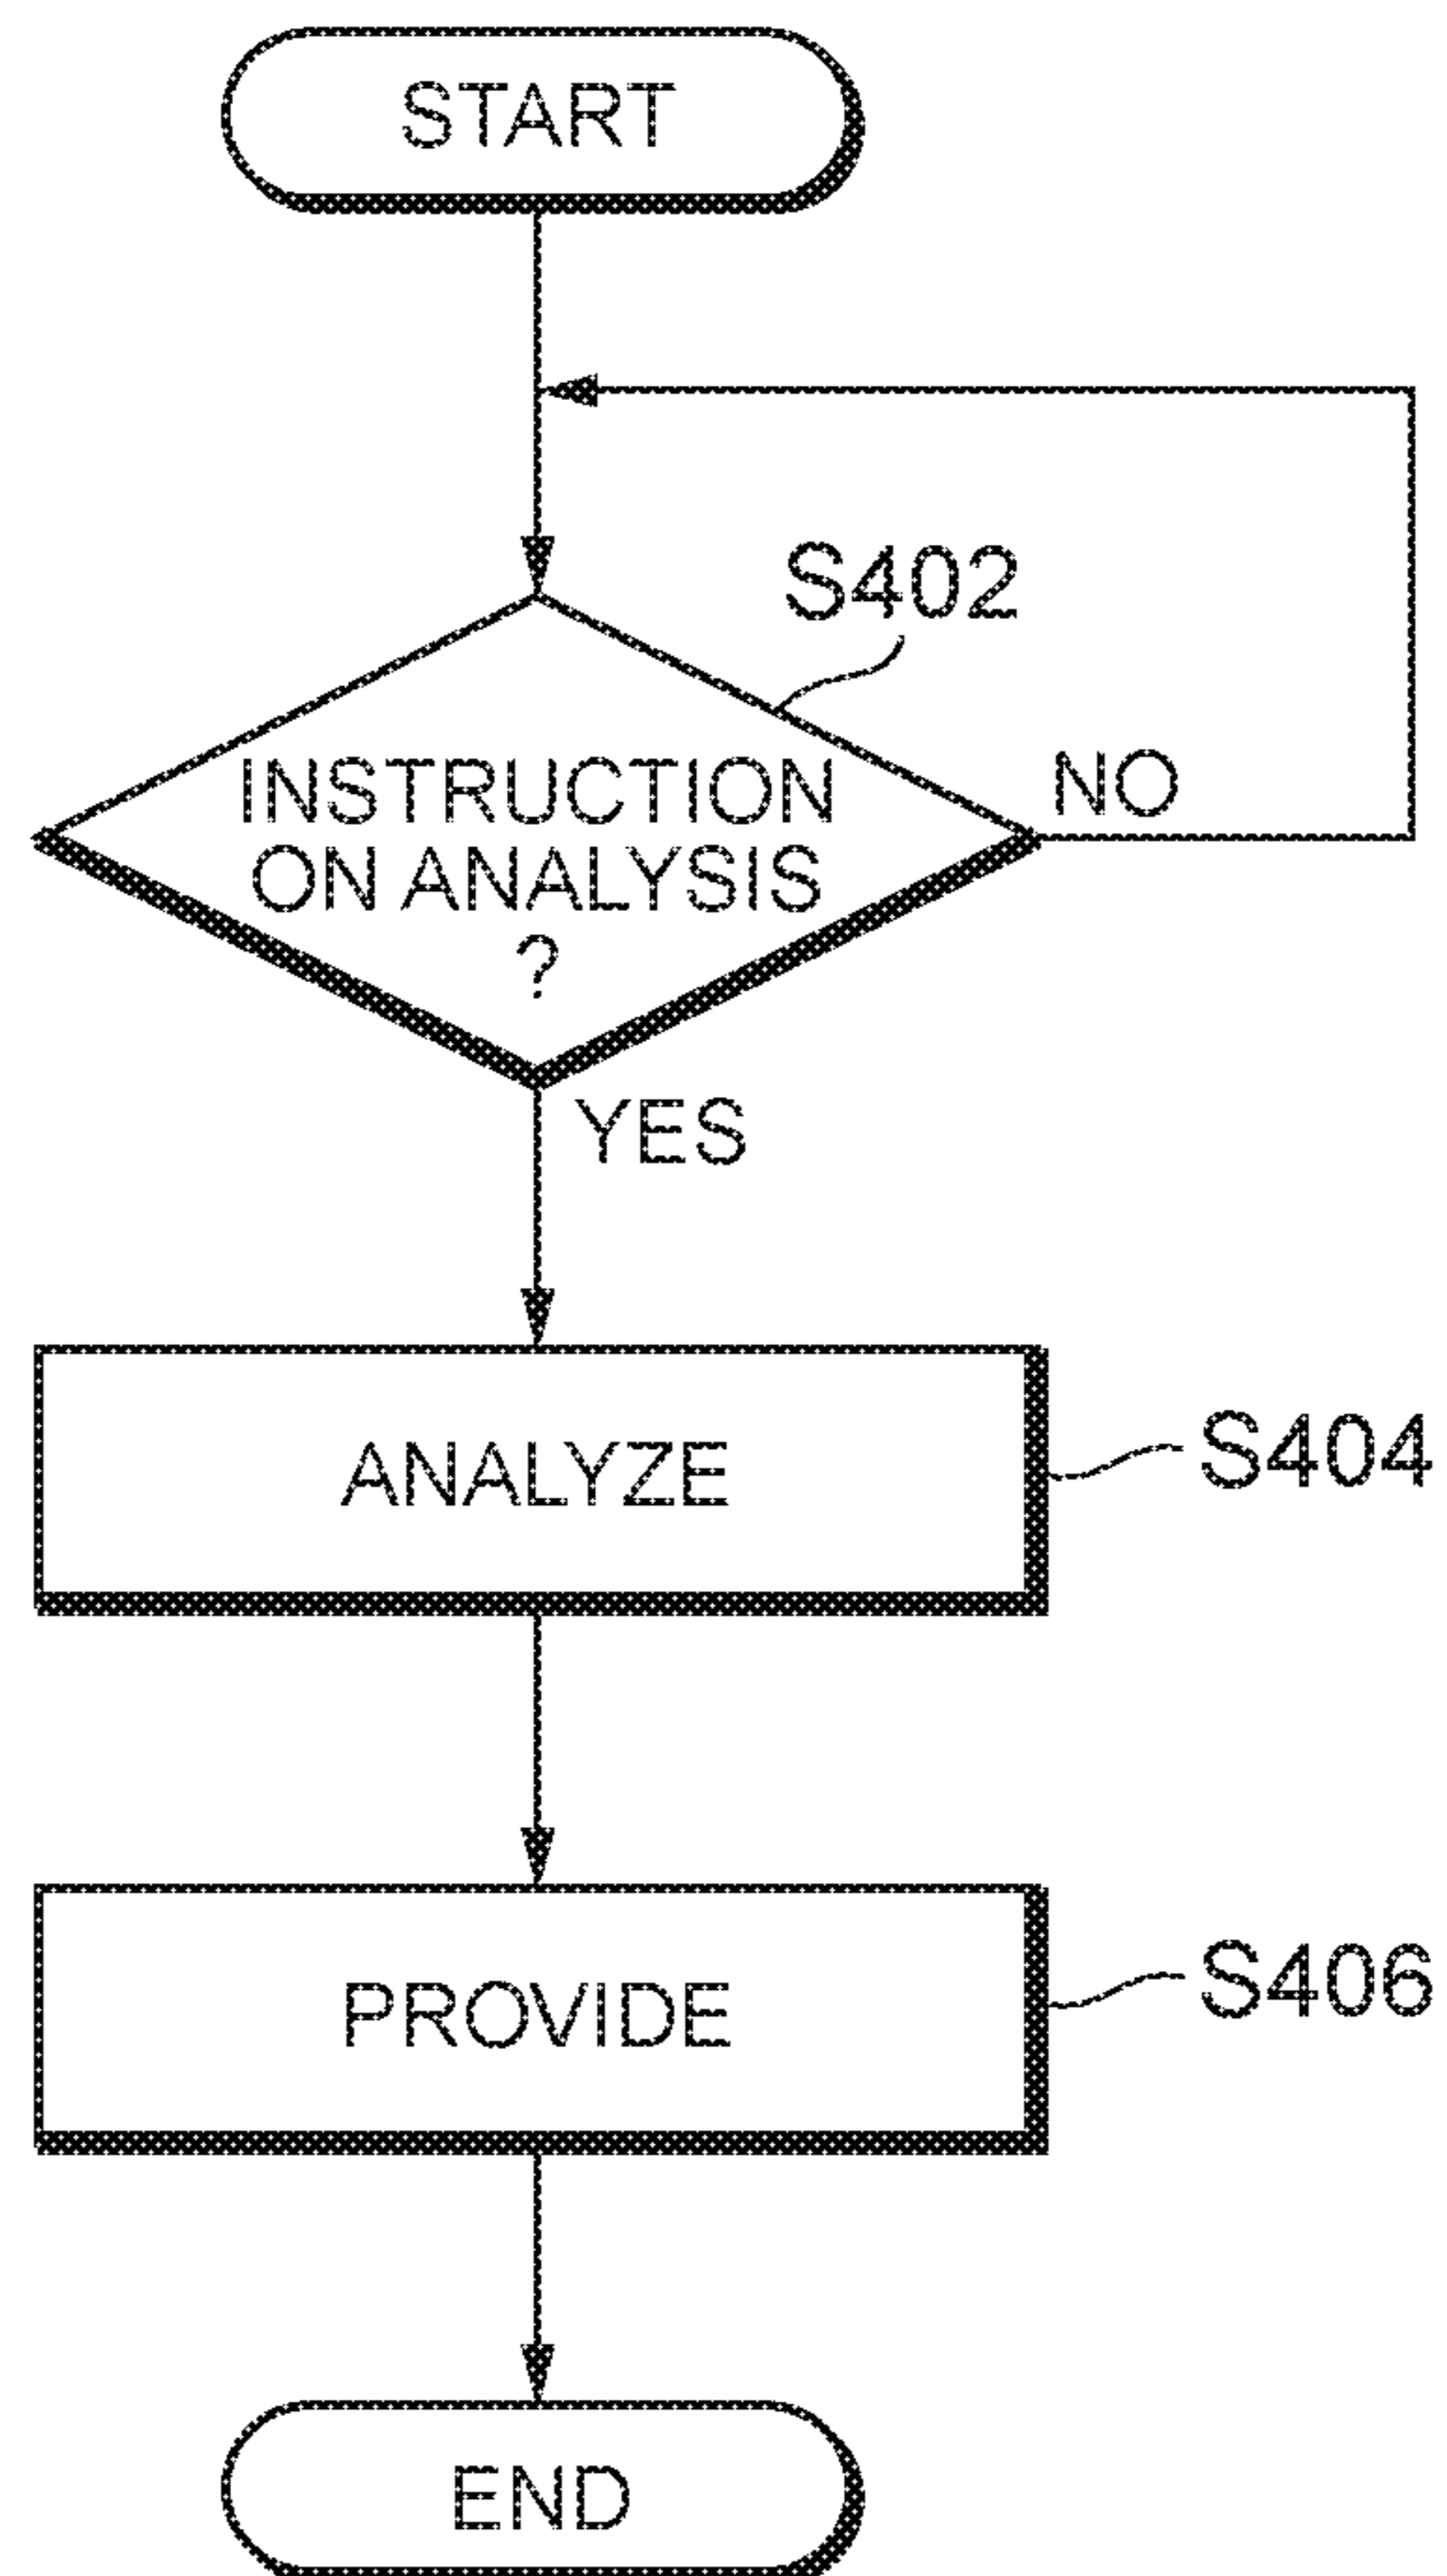 START
S402
INSTRUCTION
ON ANALYSIS
?
NO
YES
ANALYZE
S404
PROVIDE
S406
END